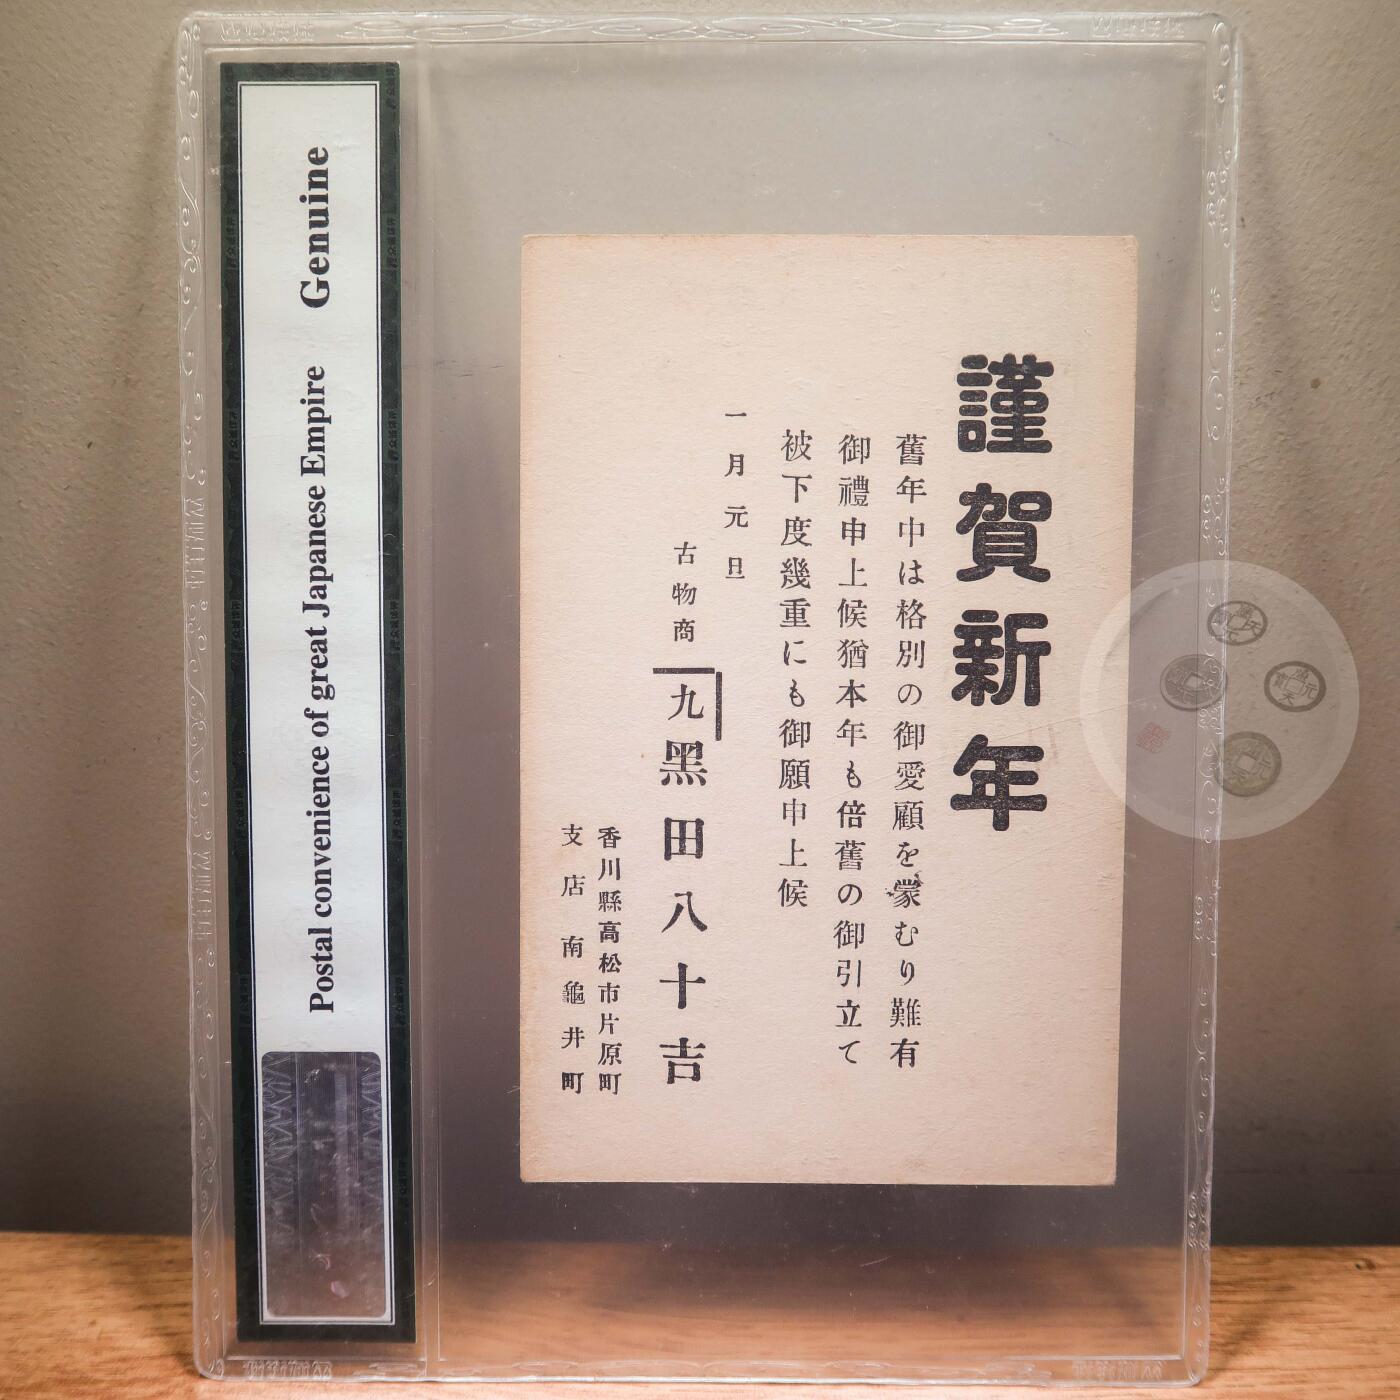 Postal convenience of great Japanese Empire Genuine
謹賀新年
舊年中は格別の御愛顧を蒙むり難有
御禮申上候猶本年も倍舊の御引立て
被下度幾重にも御願申上候
一月元旦
古物商
九 黑田八十吉
香川縣高松市片原町
支店 南龜井町